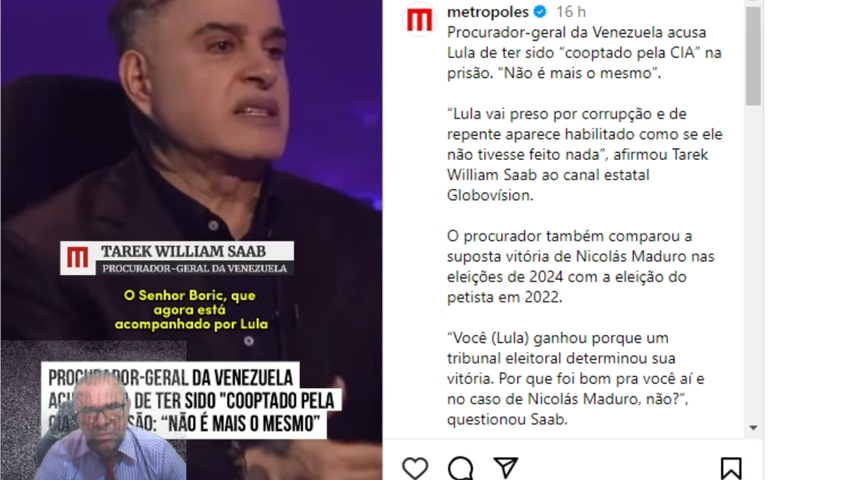 TAREK WILLIAM SAAB
PROCURADOR-GERAL DA VENEZUELA
O Senhor Boric, que
agora está
acompanhado por Lula
PROCURADOR-GERAL DA VENEZUELA
DE TER SIDO "COOPTADO PELA
"NÃO É MAIS O MESMO"
metropoles 16 h
Procurador-geral da Venezuela acusa
Lula de ter sido “cooptado pela CIA” na
prisão. “Não é mais o mesmo”.
“Lula vai preso por corrupção e de
repente aparece habilitado como se ele
não tivesse feito nada”, afirmou Tarek
William Saab ao canal estatal
Globovísion.
O procurador também comparou a
suposta vitória de Nicolás Maduro nas
eleições de 2024 com a eleição do
petista em 2022.
“Você (Lula) ganhou porque um
tribunal eleitoral determinou sua
vitória. Por que foi bom pra você aí e
no caso de Nicolás Maduro, não?”,
questionou Saab.